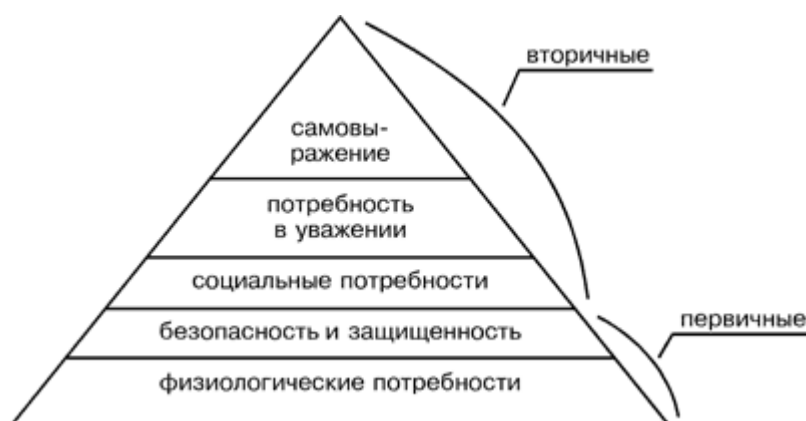 вторичные
самовы-
ражение
потребность
в уважении
социальные потребности
первичные
безопасность и защищенность
физиологические потребности